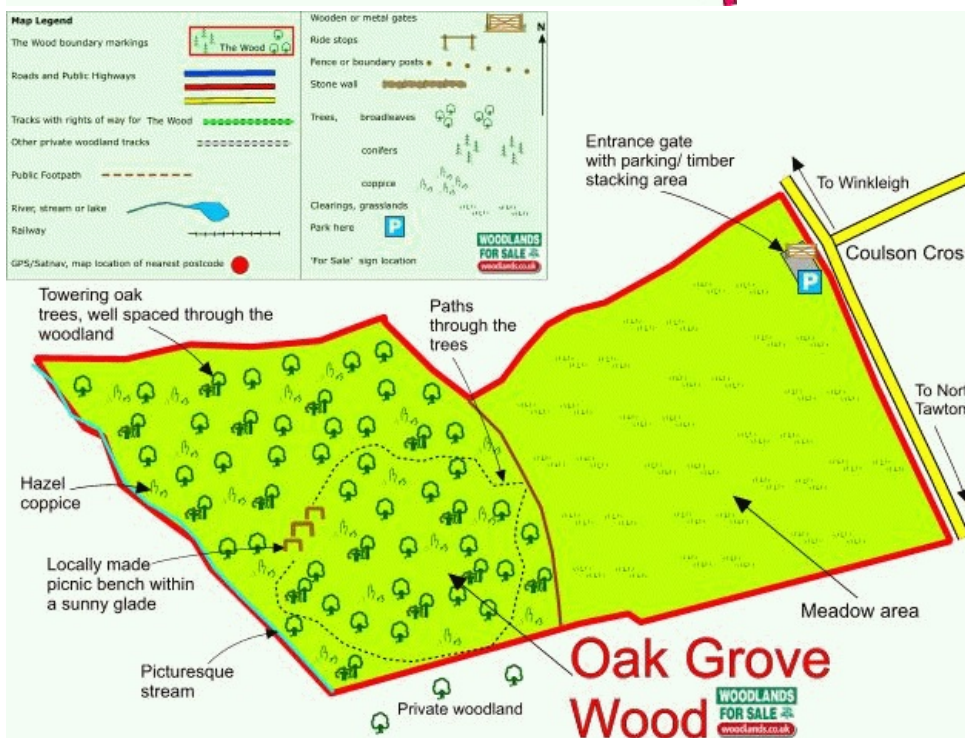 Map Legend
The Wood boundary markings
The Wood
Roads and Public Highways
Tracks with rights of way for The Wood
Other private woodland tracks
Public Footpath
River, stream or lake
Railway
GPS/Satnav, map location of nearest postcode
Wooden or metal gates
Ride stops
Fence or boundary posts
Stone wall
Trees, broadleaves
conifers
coppice
Clearings, grasslands
Park here P
'For Sale' sign location
WOODLANDS
FOR SALE
woodlands.co.uk
N
Entrance gate
with parking/ timber
stacking area
To Winkleigh
Coulson Cros
P
To Nort
Tawton
Towering oak
trees, well spaced through the
woodland
Paths
through the
trees
Hazel
coppice
Locally made
picnic bench within
a sunny glade
Picturesque
stream
Meadow area
Private woodland
Oak Grove
Wood
WOODLANDS
FOR SALE
woodlands.co.uk